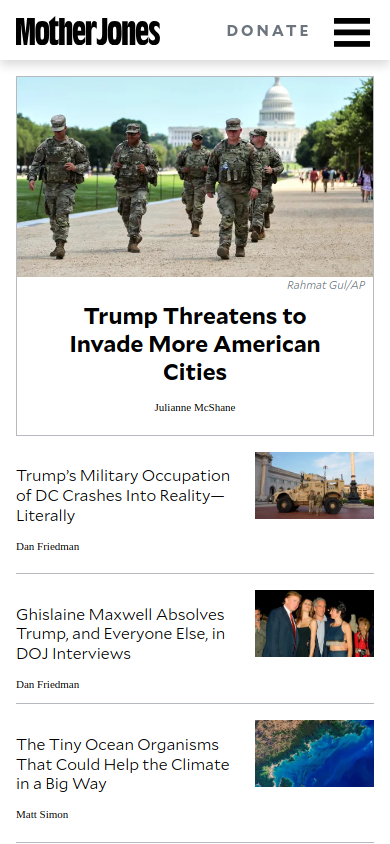 Mother Jones
DONATE
Rahmat Gul/AP
Trump Threatens to
Invade More American
Cities
Julianne McShane
Trump’s Military Occupation
of DC Crashes Into Reality—
Literally
Dan Friedman
Ghislaine Maxwell Absolves
Trump, and Everyone Else, in
DOJ Interviews
Dan Friedman
The Tiny Ocean Organisms
That Could Help the Climate
in a Big Way
Matt Simon